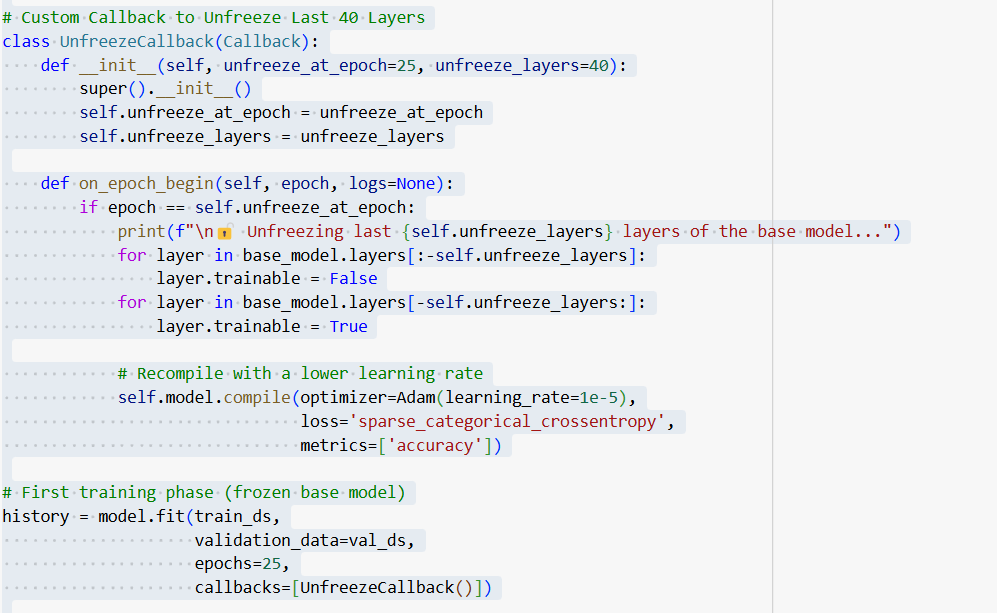 # Custom Callback to Unfreeze Last 40 Layers
class UnfreezeCallback(Callback):
    def __init__(self, unfreeze_at_epoch=25, unfreeze_layers=40):
        super().__init__()
        self.unfreeze_at_epoch = unfreeze_at_epoch
        self.unfreeze_layers = unfreeze_layers

    def on_epoch_begin(self, epoch, logs=None):
        if epoch == self.unfreeze_at_epoch:
            print(f"\n🔓 Unfreezing last {self.unfreeze_layers} layers of the base model...")
            for layer in base_model.layers[:-self.unfreeze_layers]:
                layer.trainable = False
            for layer in base_model.layers[-self.unfreeze_layers:]:
                layer.trainable = True

            # Recompile with a lower learning rate
            self.model.compile(optimizer=Adam(learning_rate=1e-5),
                               loss='sparse_categorical_crossentropy',
                               metrics=['accuracy'])

# First training phase (frozen base model)
history = model.fit(train_ds,
                    validation_data=val_ds,
                    epochs=25,
                    callbacks=[UnfreezeCallback()])